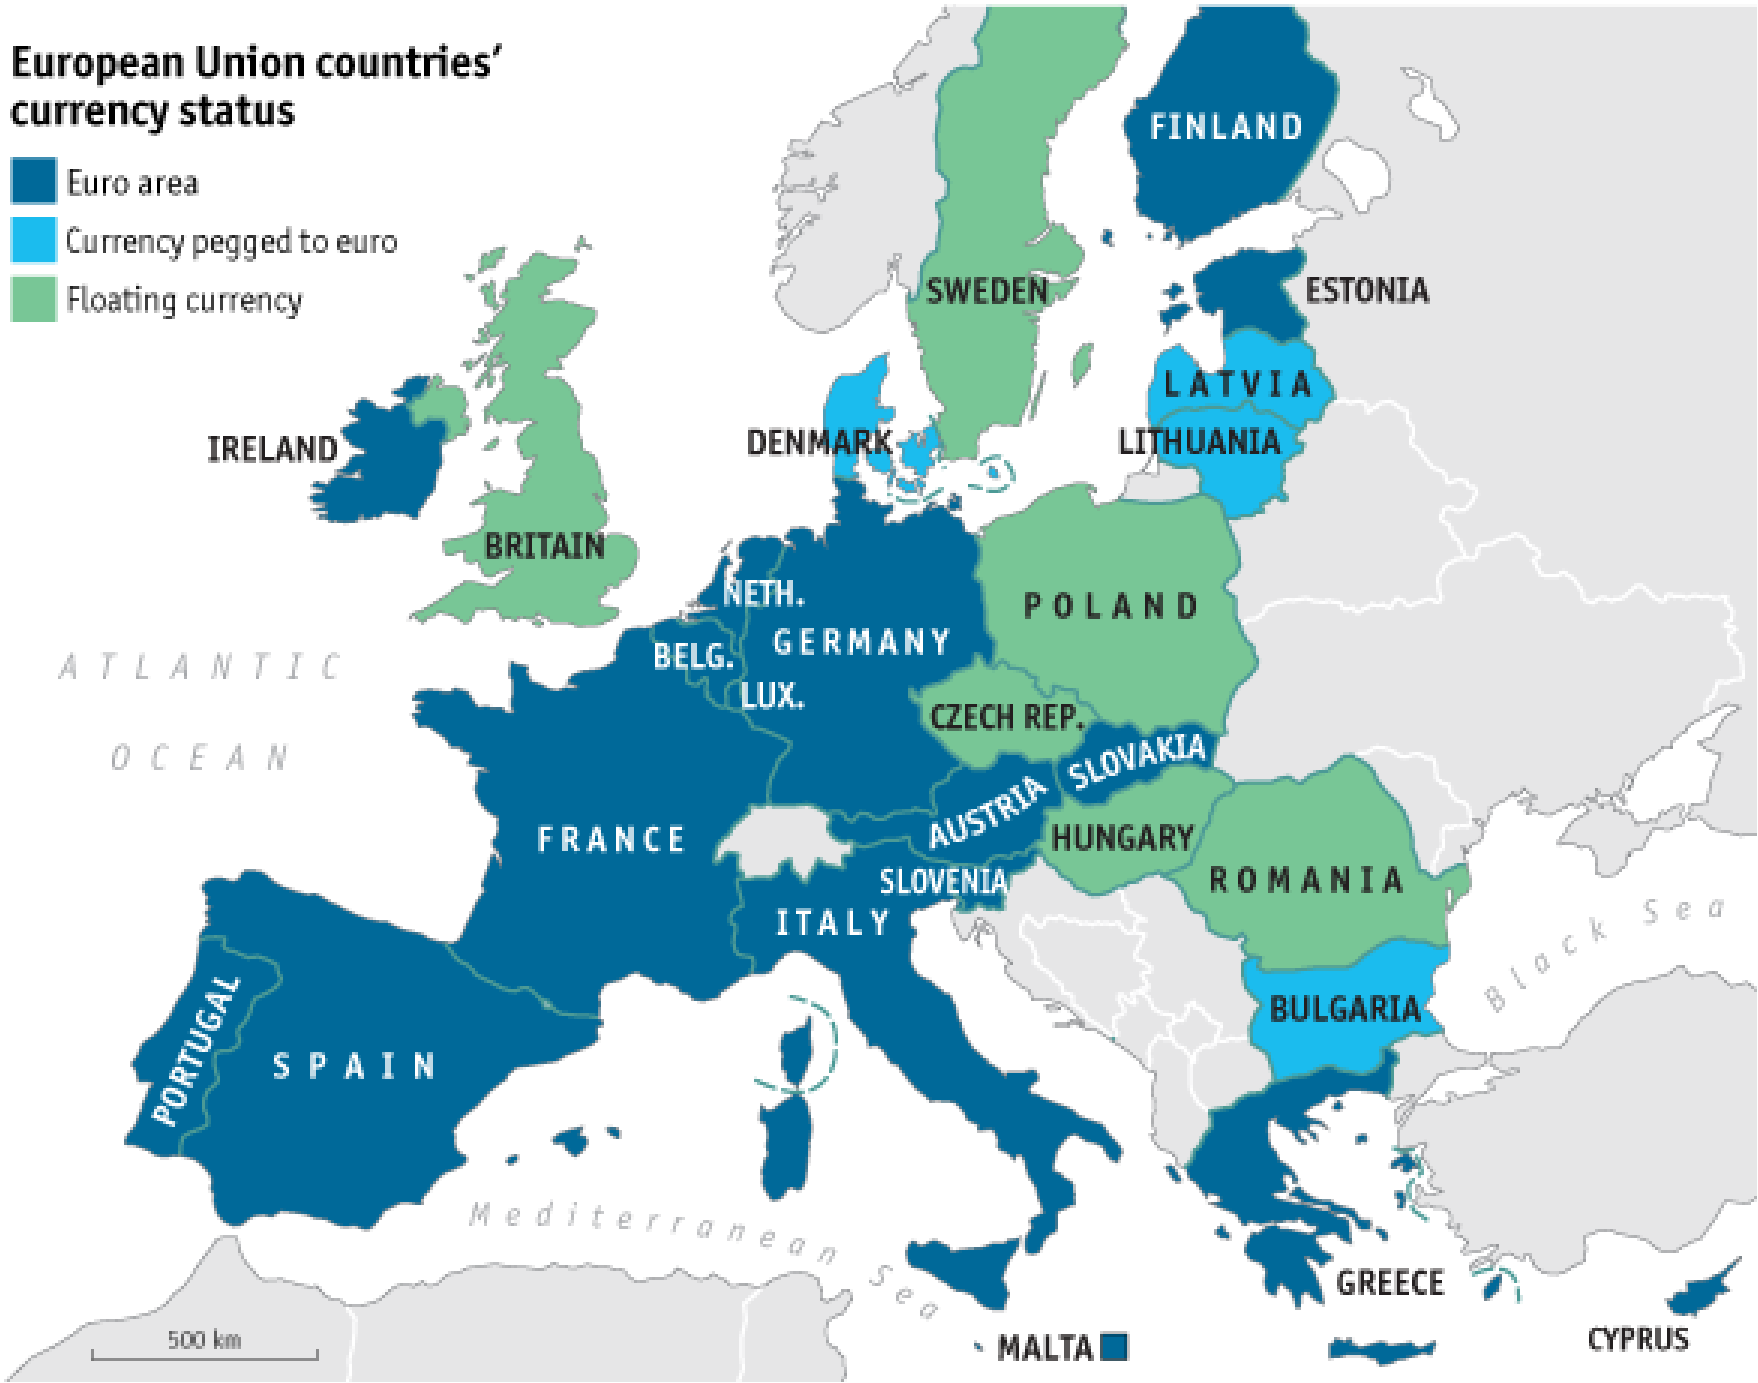 European Union countries’
currency status
Euro area
Currency pegged to euro
Floating currency
FINLAND
SWEDEN
ESTONIA
LATVIA
DENMARK
LITHUANIA
IRELAND
BRITAIN
NETH.
POLAND
GERMANY
BELG.
ATLANTIC
OCEAN
LUX.
CZECH REP.
SLOVAKIA
AUSTRIA
FRANCE
HUNGARY
SLOVENIA
ROMANIA
ITALY
Black Sea
BULGARIA
PORTUGAL
SPAIN
Mediterranean Sea
GREECE
500 km
MALTA
CYPRUS